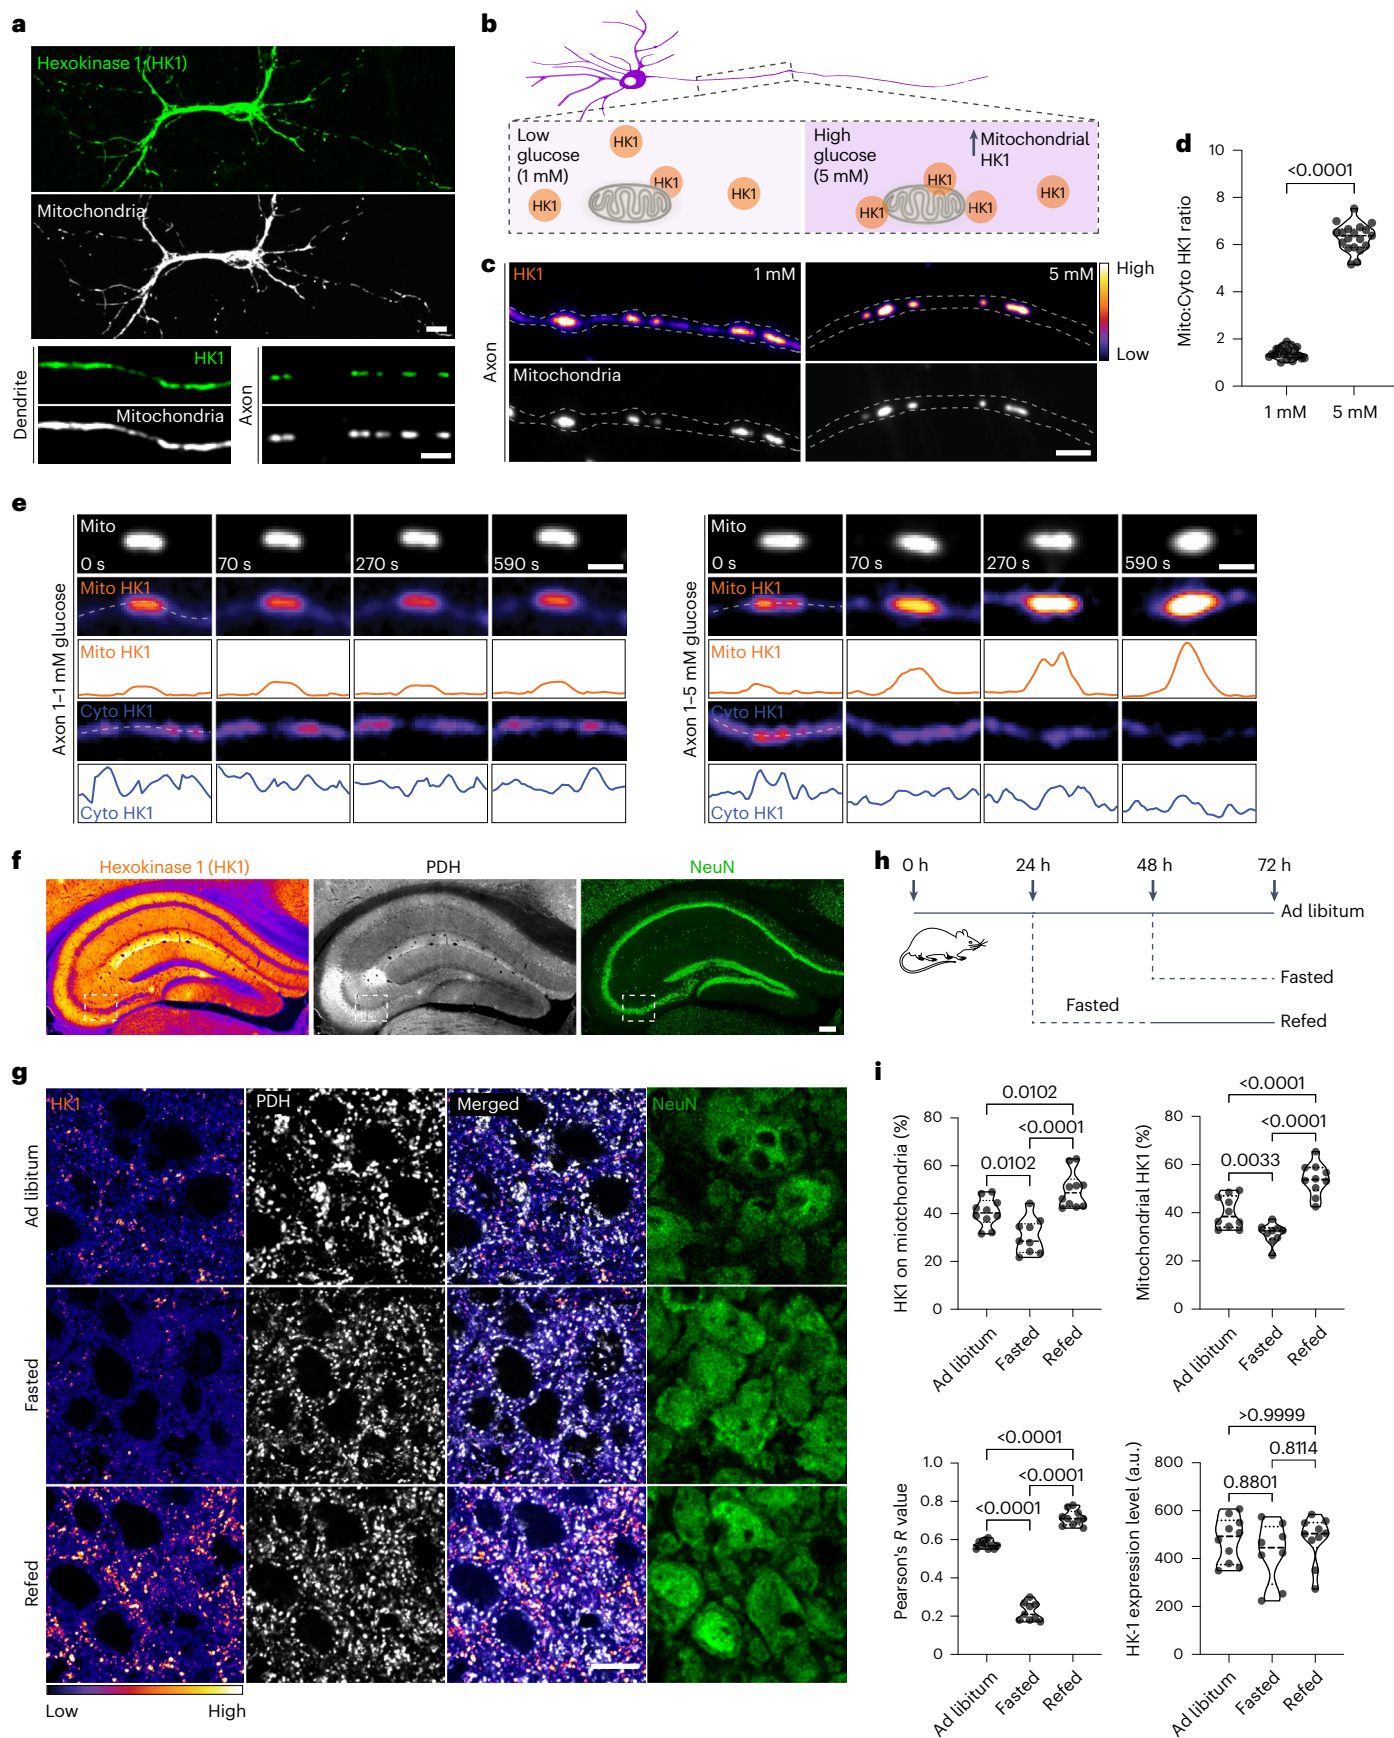 a
Hexokinase 1 (HK1)
Mitochondria
HK1
Mitochondria
Dendrite
Axon
b
Low
glucose
(1 mM)
HK1
HK1
HK1
HK1
High
glucose
(5 mM)
Mitochondrial
HK1
HK1
HK1
HK1
HK1
c
HK1
1 mM
5 mM
Mitochondria
Axon
High
Low
d
Mito:Cyto HK1 ratio
10
8
6
4
2
0
<0.0001
1 mM
5 mM
e
Axon 1–1 mM glucose
Mito
0 s
70 s
270 s
590 s
Mito HK1
Mito HK1
Cyto HK1
Cyto HK1
Axon 1–5 mM glucose
Mito
0 s
70 s
270 s
590 s
Mito HK1
Mito HK1
Cyto HK1
Cyto HK1
f
Hexokinase 1 (HK1)
PDH
NeuN
h
0 h
24 h
48 h
72 h
Ad libitum
Fasted
Fasted
Refed
g
HK1
PDH
Merged
NeuN
Ad libitum
Fasted
Refed
Low
High
i
HK1 on miotchondria (%)
80
60
40
20
0
0.0102
<0.0001
0.0102
Ad libitum
Fasted
Refed
Mitochondrial HK1 (%)
80
60
40
20
0
<0.0001
<0.0001
0.0033
Ad libitum
Fasted
Refed
Pearson's R value
1.0
0.8
0.6
0.4
0.2
0
<0.0001
<0.0001
<0.0001
Ad libitum
Fasted
Refed
HK-1 expression level (a.u.)
800
600
400
200
0
>0.9999
0.8114
0.8801
Ad libitum
Fasted
Refed